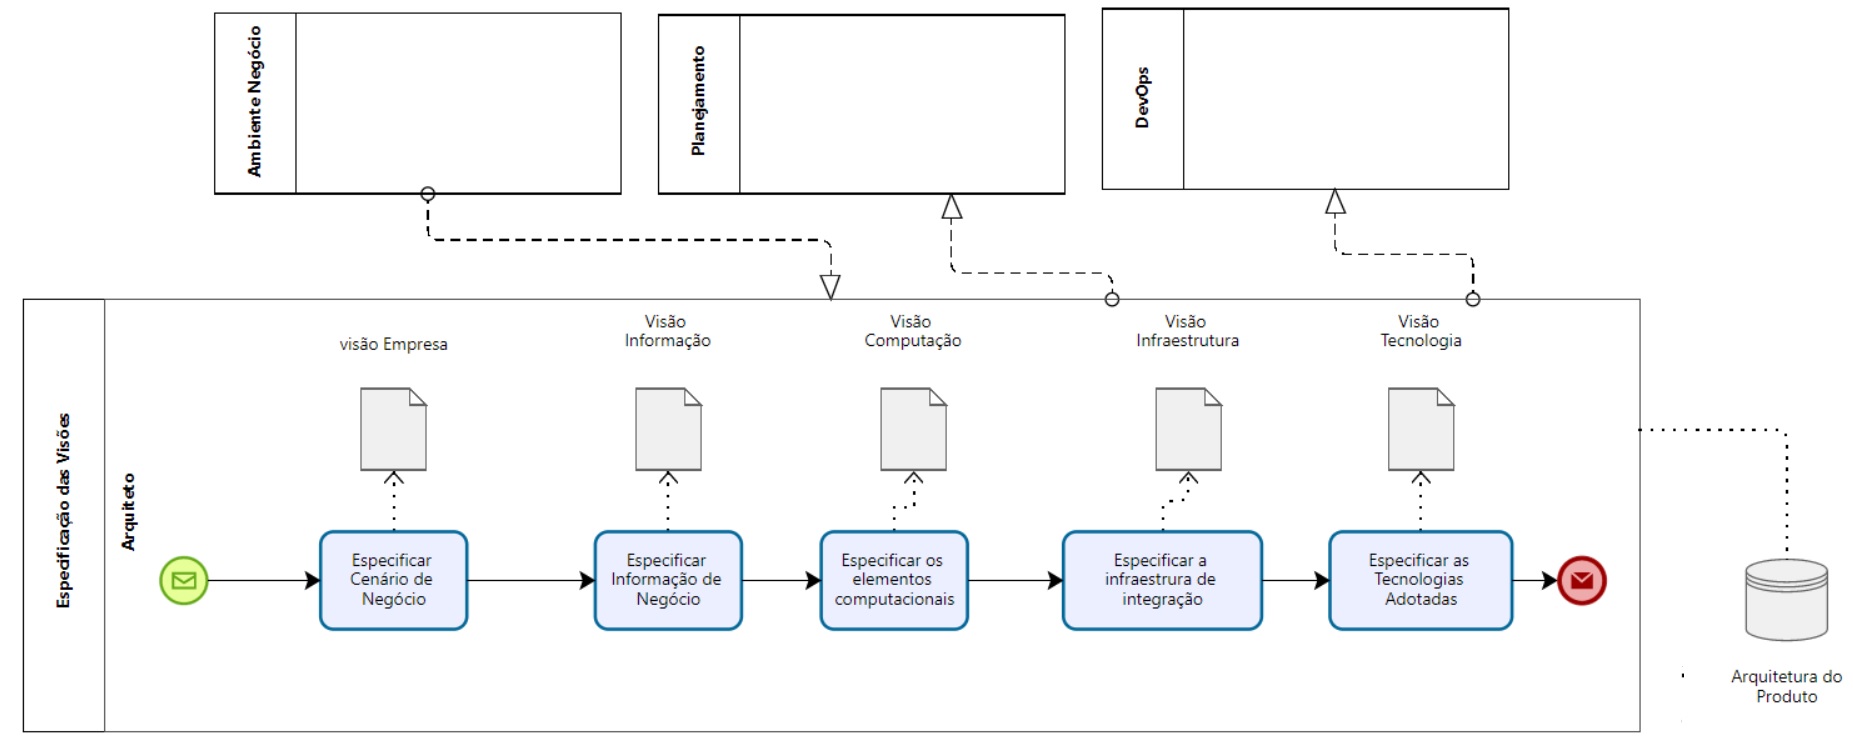 Ambiente Negócio
Planejamento
DevOps
Especificação das Visões
Arquiteto
visão Empresa
Visão
Informação
Visão
Computação
Visão
Infraestrutura
Visão
Tecnologia
Especificar
Cenário de
Negócio
Especificar
Informação de
Negócio
Especificar os
elementos
computacionais
Especificar a
infraestrura de
integração
Especificar as
Tecnologias
Adotadas
Arquitetura do
Produto